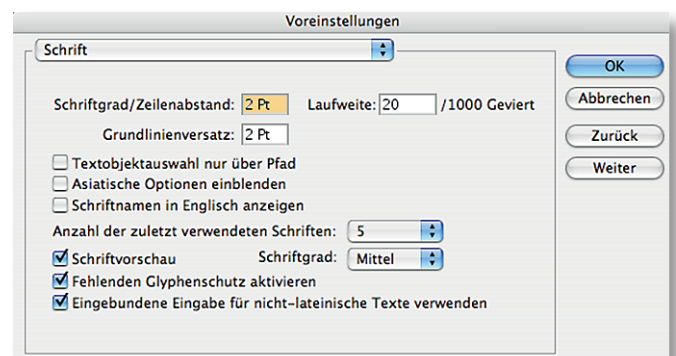 Voreinstellungen
Schrift
OK
Abbrechen
Zurück
Weiter
Schriftgrad/Zeilenabstand: 2 Pt Laufweite: 20 /1000 Geviert
Grundlinienversatz: 2 Pt
Textobjektauswahl nur über Pfad
Asiatische Optionen einblenden
Schriftnamen in Englisch anzeigen
Anzahl der zuletzt verwendeten Schriften: 5
Schriftvorschau Schriftgrad: Mittel
Fehlenden Glyphenschutz aktivieren
Eingebundene Eingabe für nicht-lateinische Texte verwenden